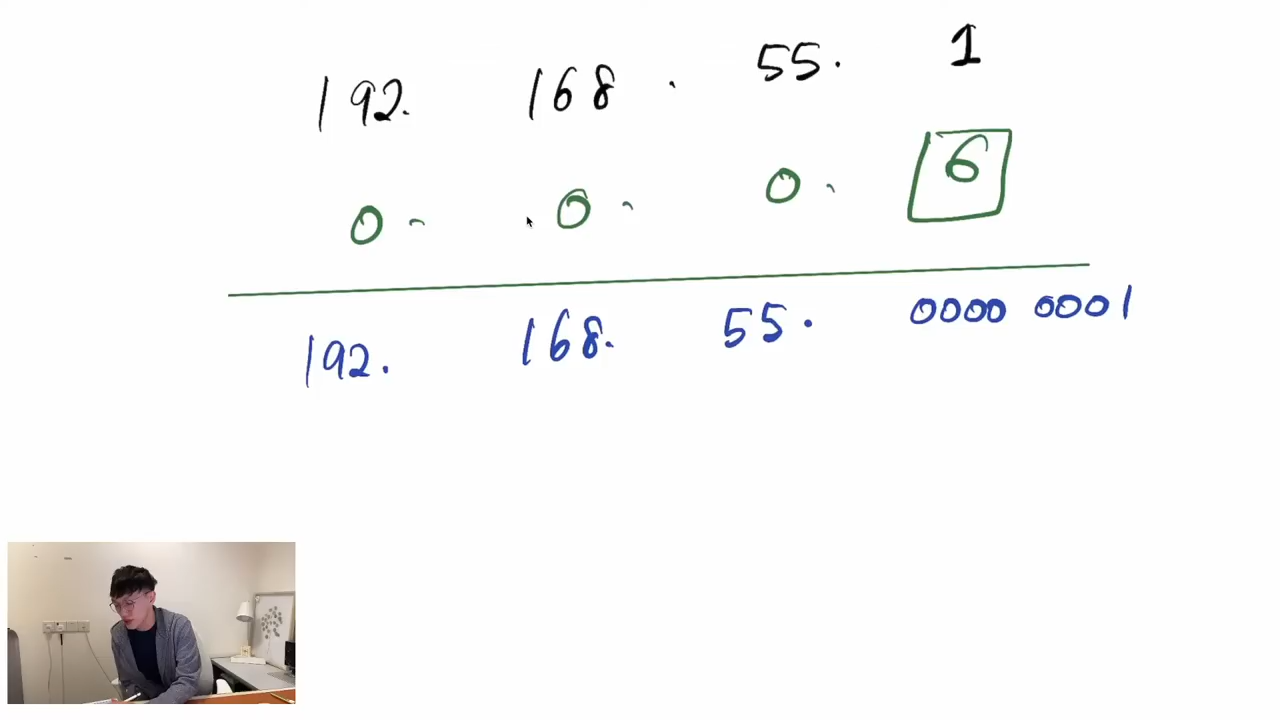 192. 168 . 55. 1
0. .0. 0. 6
192. 168. 55. 0000 0001